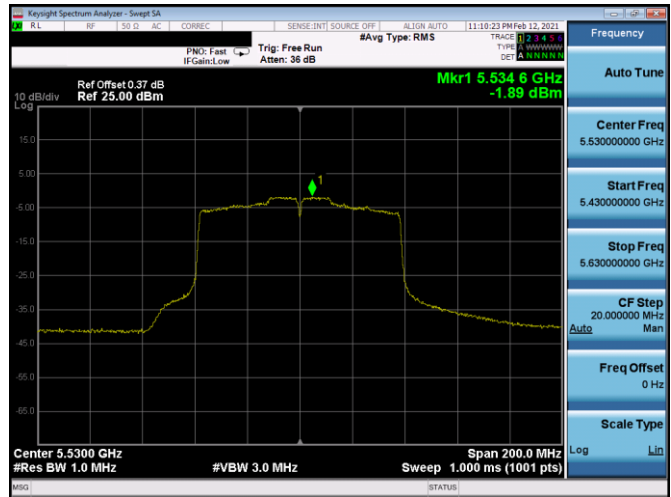 Keysight Spectrum Analyzer - Swept SA
RL RF 50 Ω AC CORREC SENSE:INT SOURCE OFF ALIGN AUTO 11:10:23 PM Feb 12, 2021
#Avg Type: RMS
TRACE 1 2 3 4 5 6
TYPE A WWWWW
DET A N N N N N
PNO: Fast
IFGain:Low
Trig: Free Run
Atten: 36 dB
Frequency
Mkr1 5.534 6 GHz
-1.89 dBm
Ref Offset 0.37 dB
10 dB/div Ref 25.00 dBm
Log
15.0
5.00
-5.00
-15.0
-25.0
-35.0
-45.0
-55.0
-65.0
1
Center 5.5300 GHz
Span 200.0 MHz
#Res BW 1.0 MHz
#VBW 3.0 MHz
Sweep 1.000 ms (1001 pts)
MSG
STATUS
Auto Tune
Center Freq
5.530000000 GHz
Start Freq
5.430000000 GHz
Stop Freq
5.630000000 GHz
CF Step
20.000000 MHz
Auto Man
Freq Offset
0 Hz
Scale Type
Log Lin